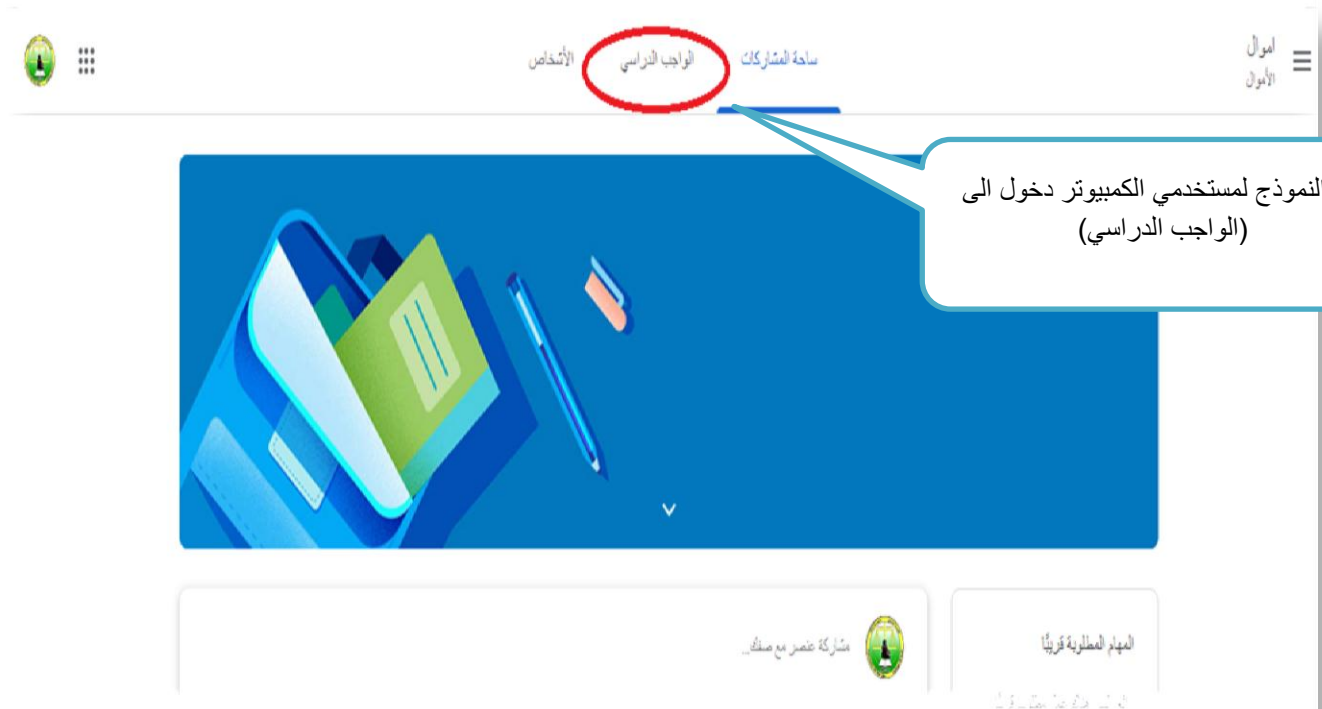 اموال
الأموال
ساحة المشاركات
الواجب الدراسي
الأشخاص
النموذج لمستخدمي الكمبيوتر دخول الى
(الواجب الدراسي)
المهام المطلوبة قريبًا
مشاركة عنصر مع صفك...